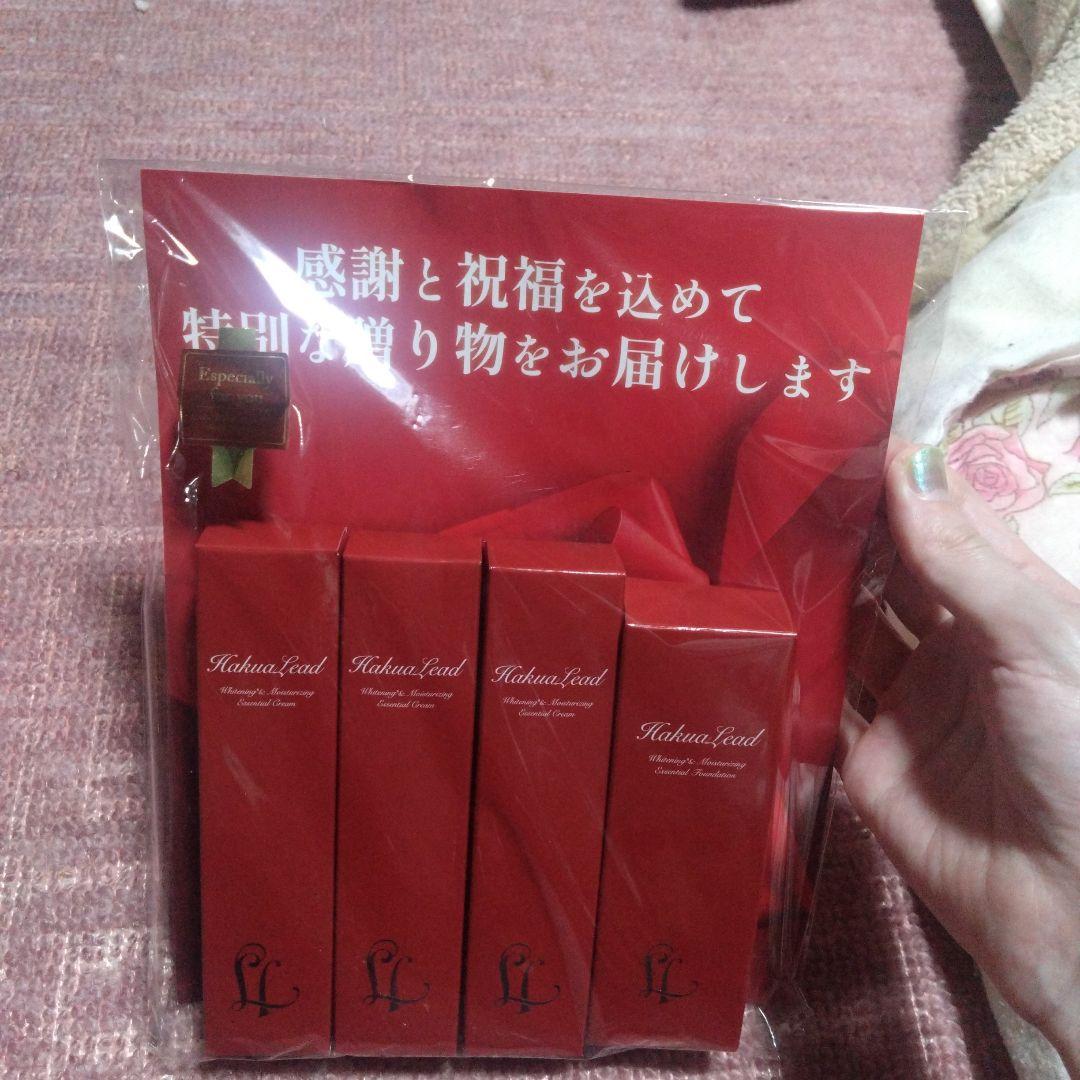 感謝と祝福を込めて
特別な贈り物をお届けします
Especially
HakuaLead
Whitening & Moisturizing
Essential Cream
HakuaLead
Whitening & Moisturizing
Essential Cream
HakuaLead
Whitening & Moisturizing
Essential Cream
HakuaLead
Whitening & Moisturizing
Essential Foundation